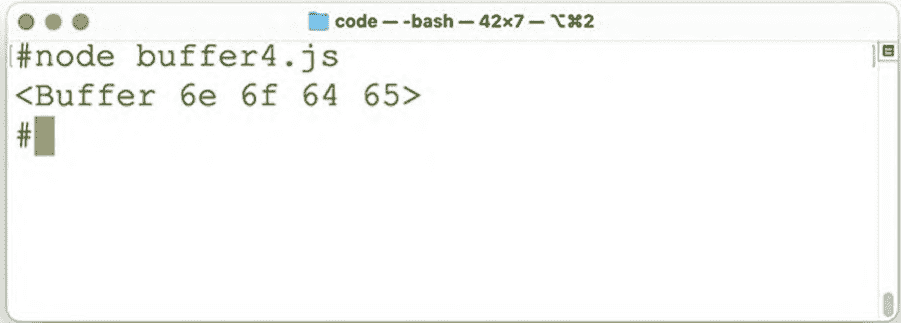 code — -bash — 42×7 — ⌥⌘2
#node buffer4.js
<Buffer 6e 6f 64 65>
#